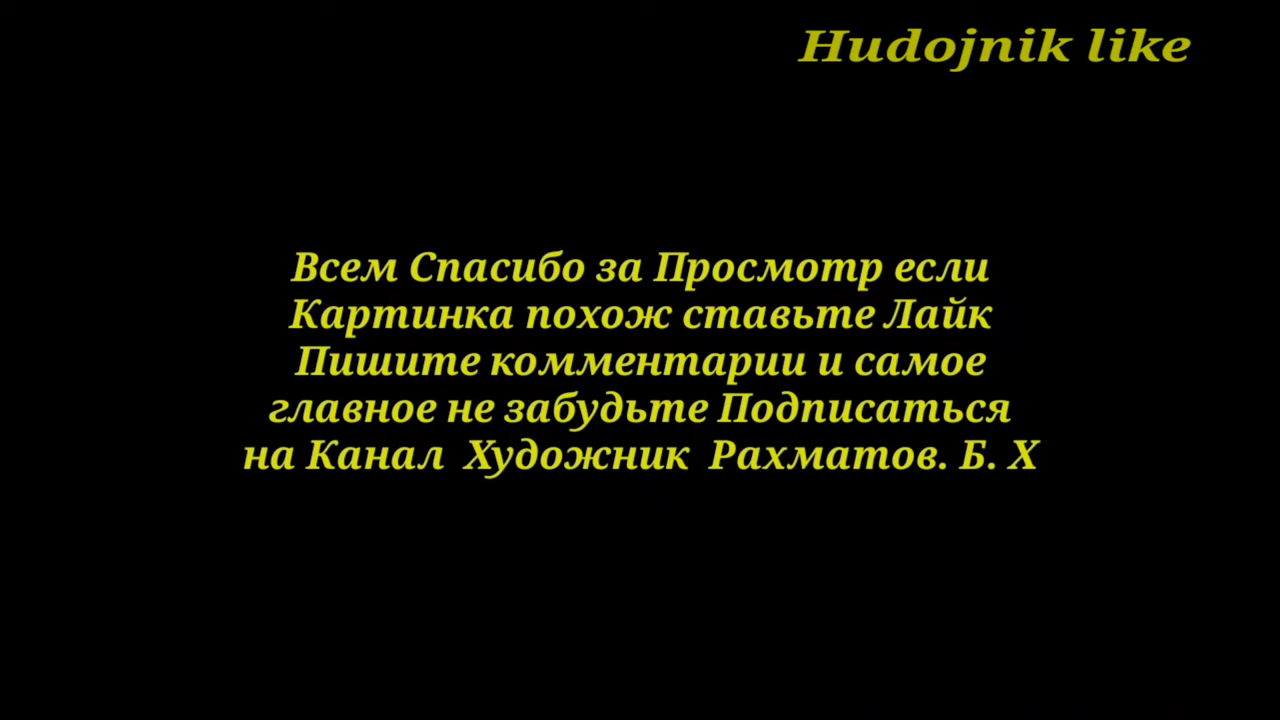 Hudojnik like
Всем Спасибо за Просмотр если
Картинка похож ставьте Лайк
Пишите комментарии и самое
главное не забудьте Подписаться
на Канал Художник Рахматов. Б. Х